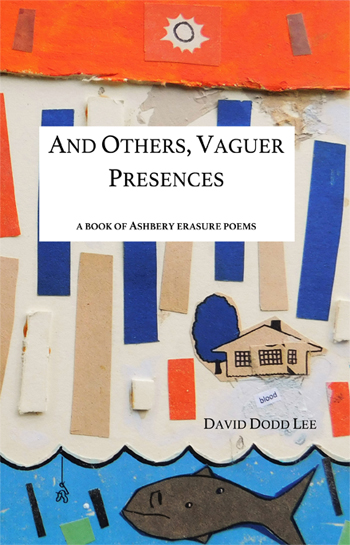 AND OTHERS, VAGUER
PRESENCES
A BOOK OF ASHBERY ERASURE POEMS
blood
DAVID DODD LEE